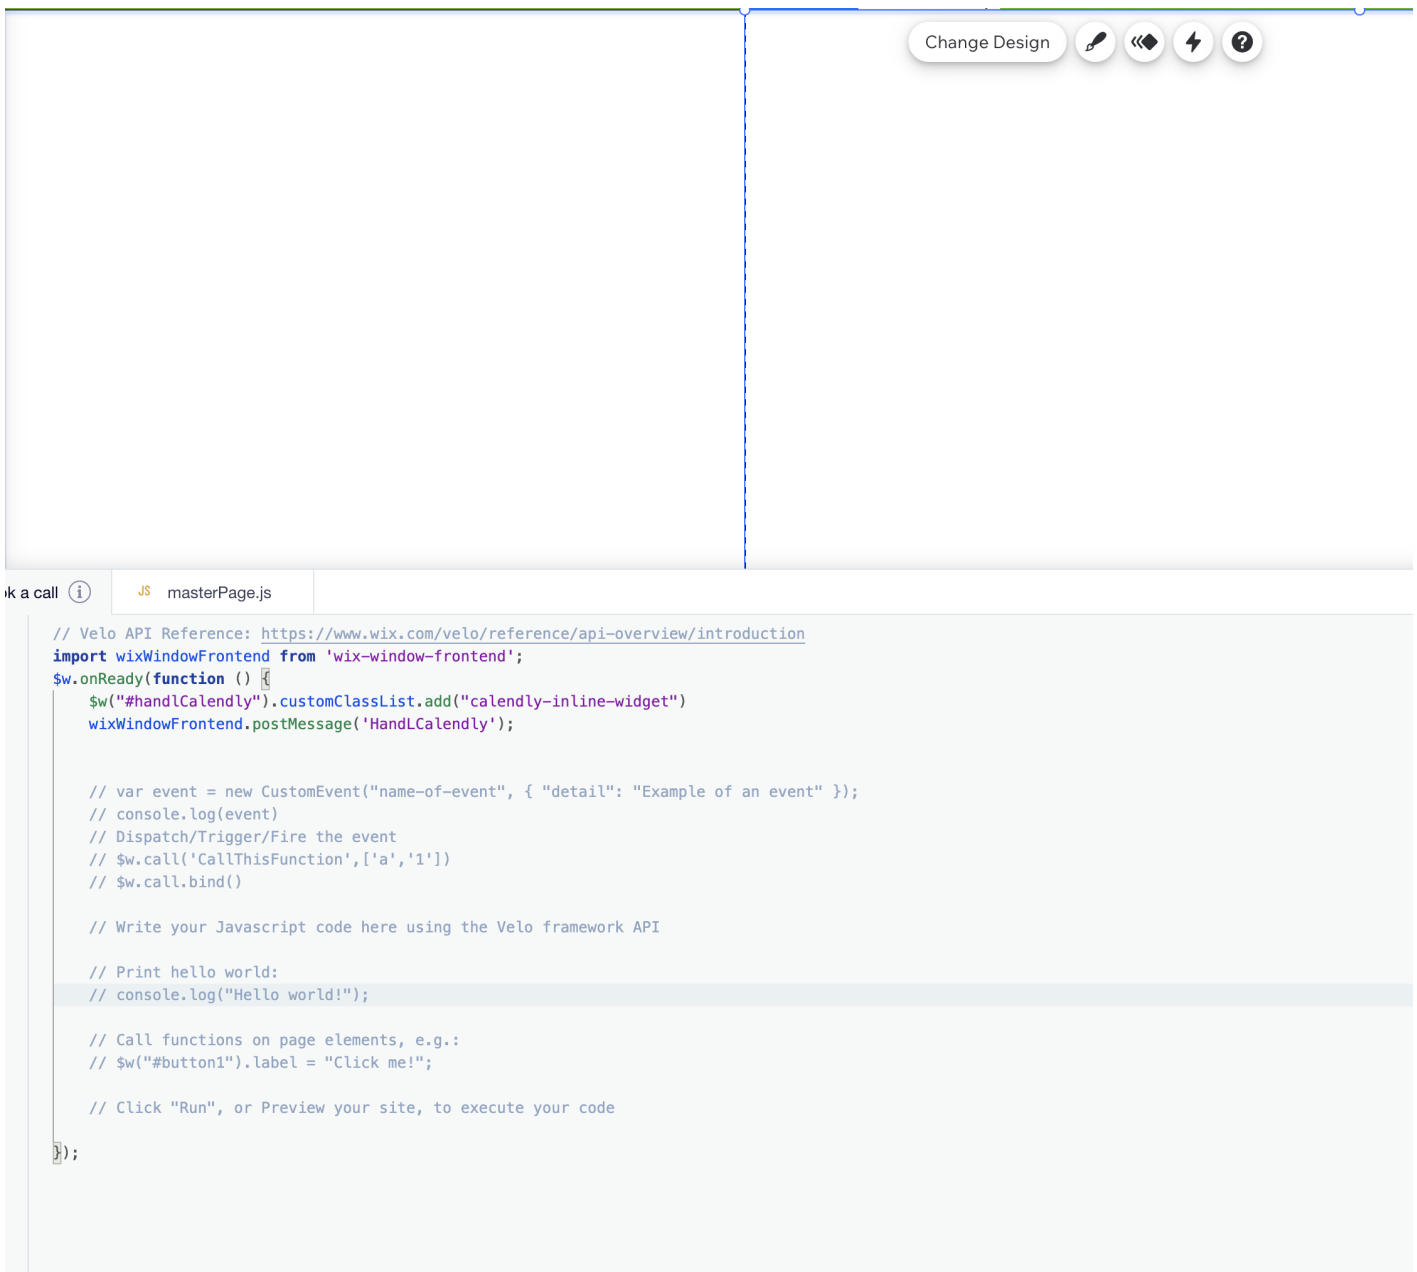 Change Design
ok a call
JS masterPage.js
// Velo API Reference: https://www.wix.com/velo/reference/api-overview/introduction
import wixWindowFrontend from 'wix-window-frontend';
$w.onReady(function () {
$w("#handlCalendly").customClassList.add("calendly-inline-widget")
wixWindowFrontend.postMessage('HandLCalendly');
// var event = new CustomEvent("name-of-event", { "detail": "Example of an event" });
// console.log(event)
// Dispatch/Trigger/Fire the event
// $w.call('CallThisFunction',['a','1'])
// $w.call.bind()
// Write your Javascript code here using the Velo framework API
// Print hello world:
// console.log("Hello world!");
// Call functions on page elements, e.g.:
// $w("#button1").label = "Click me!";
// Click "Run", or Preview your site, to execute your code
});